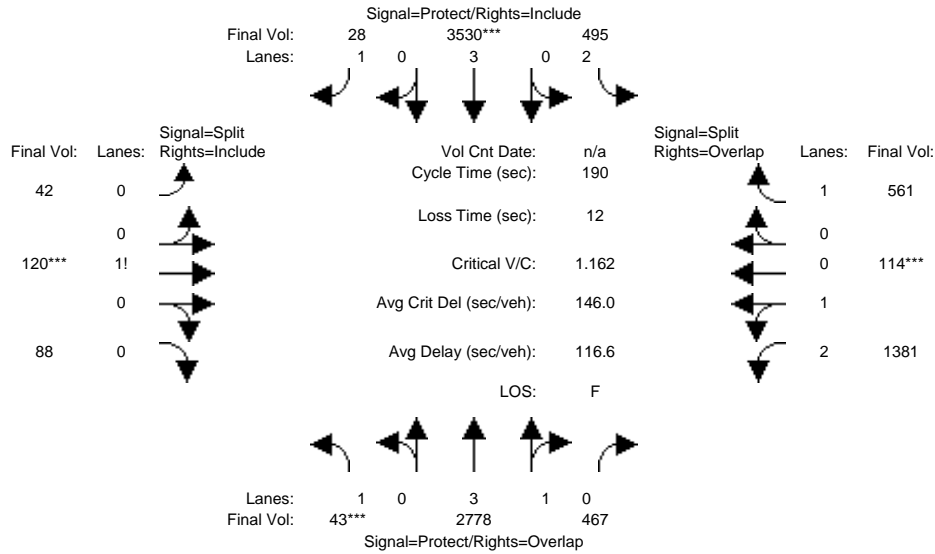 Signal=Protect/Rights=Include
Final Vol: 28 3530*** 495
Lanes: 1 0 3 0 2
Signal=Split Signal=Split
Final Vol: Lanes: Rights=Include Vol Cnt Date: n/a Rights=Overlap Lanes: Final Vol:
Cycle Time (sec): 190
42 0 1 561
Loss Time (sec): 12
0 0
120*** 1! Critical V/C: 1.162 0 114***
0 Avg Crit Del (sec/veh): 146.0 1
88 0 Avg Delay (sec/veh): 116.6 2 1381
LOS: F
Lanes: 1 0 3 1 0
Final Vol: 43*** 2778 467
Signal=Protect/Rights=Overlap